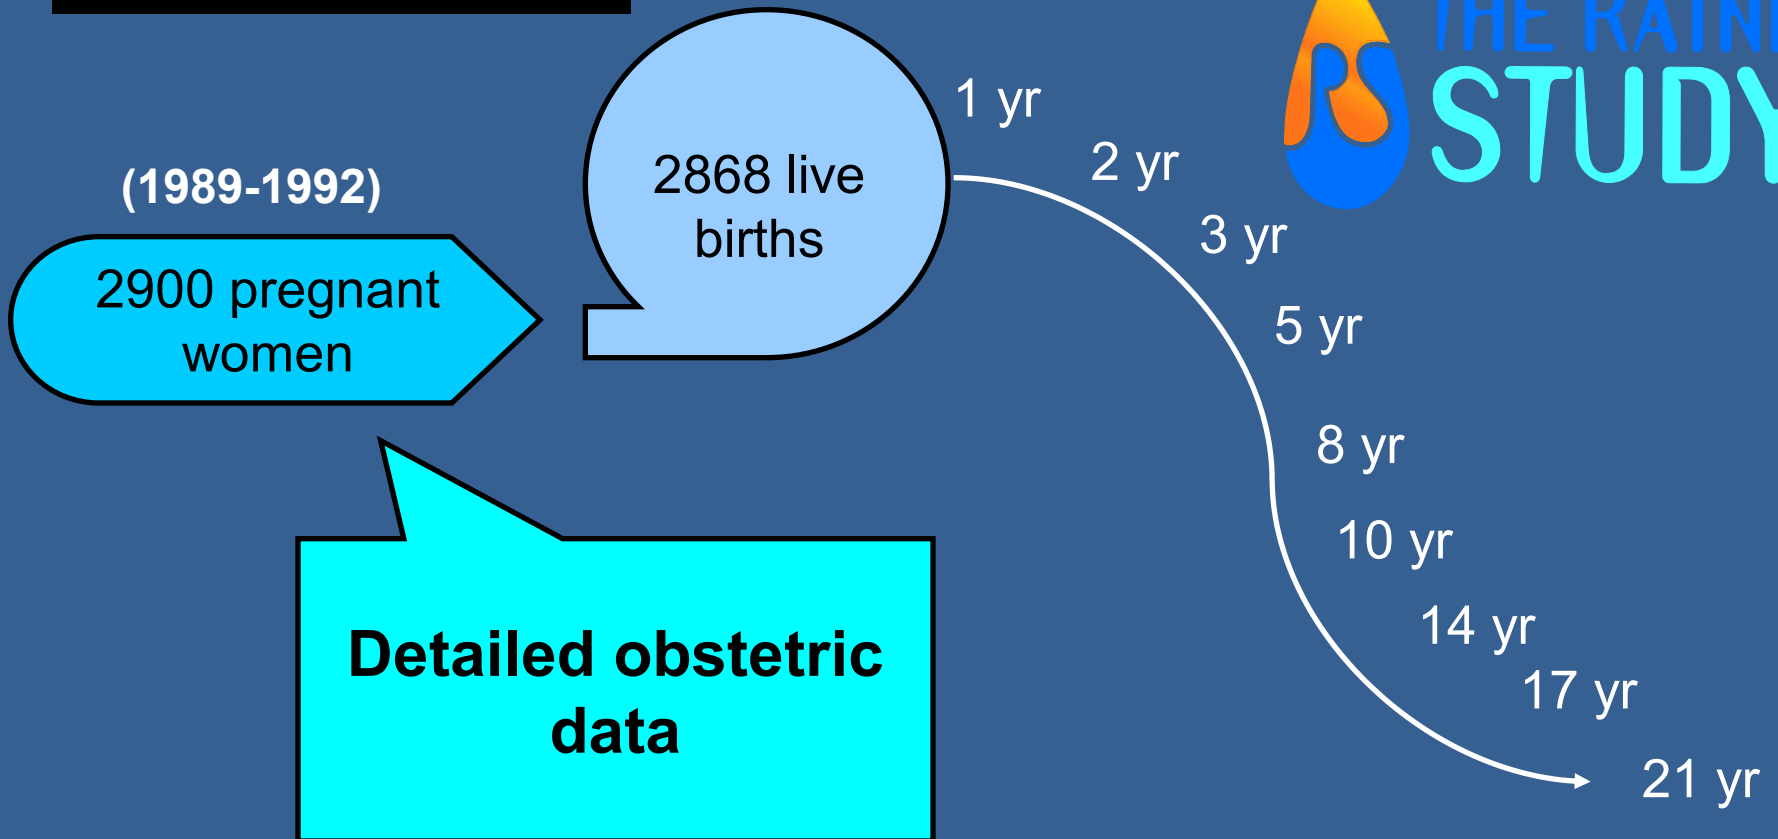 THE RAINE
STUDY
(1989-1992)
2900 pregnant
women
2868 live
births
1 yr
2 yr
3 yr
5 yr
8 yr
10 yr
14 yr
17 yr
21 yr
Detailed obstetric
data